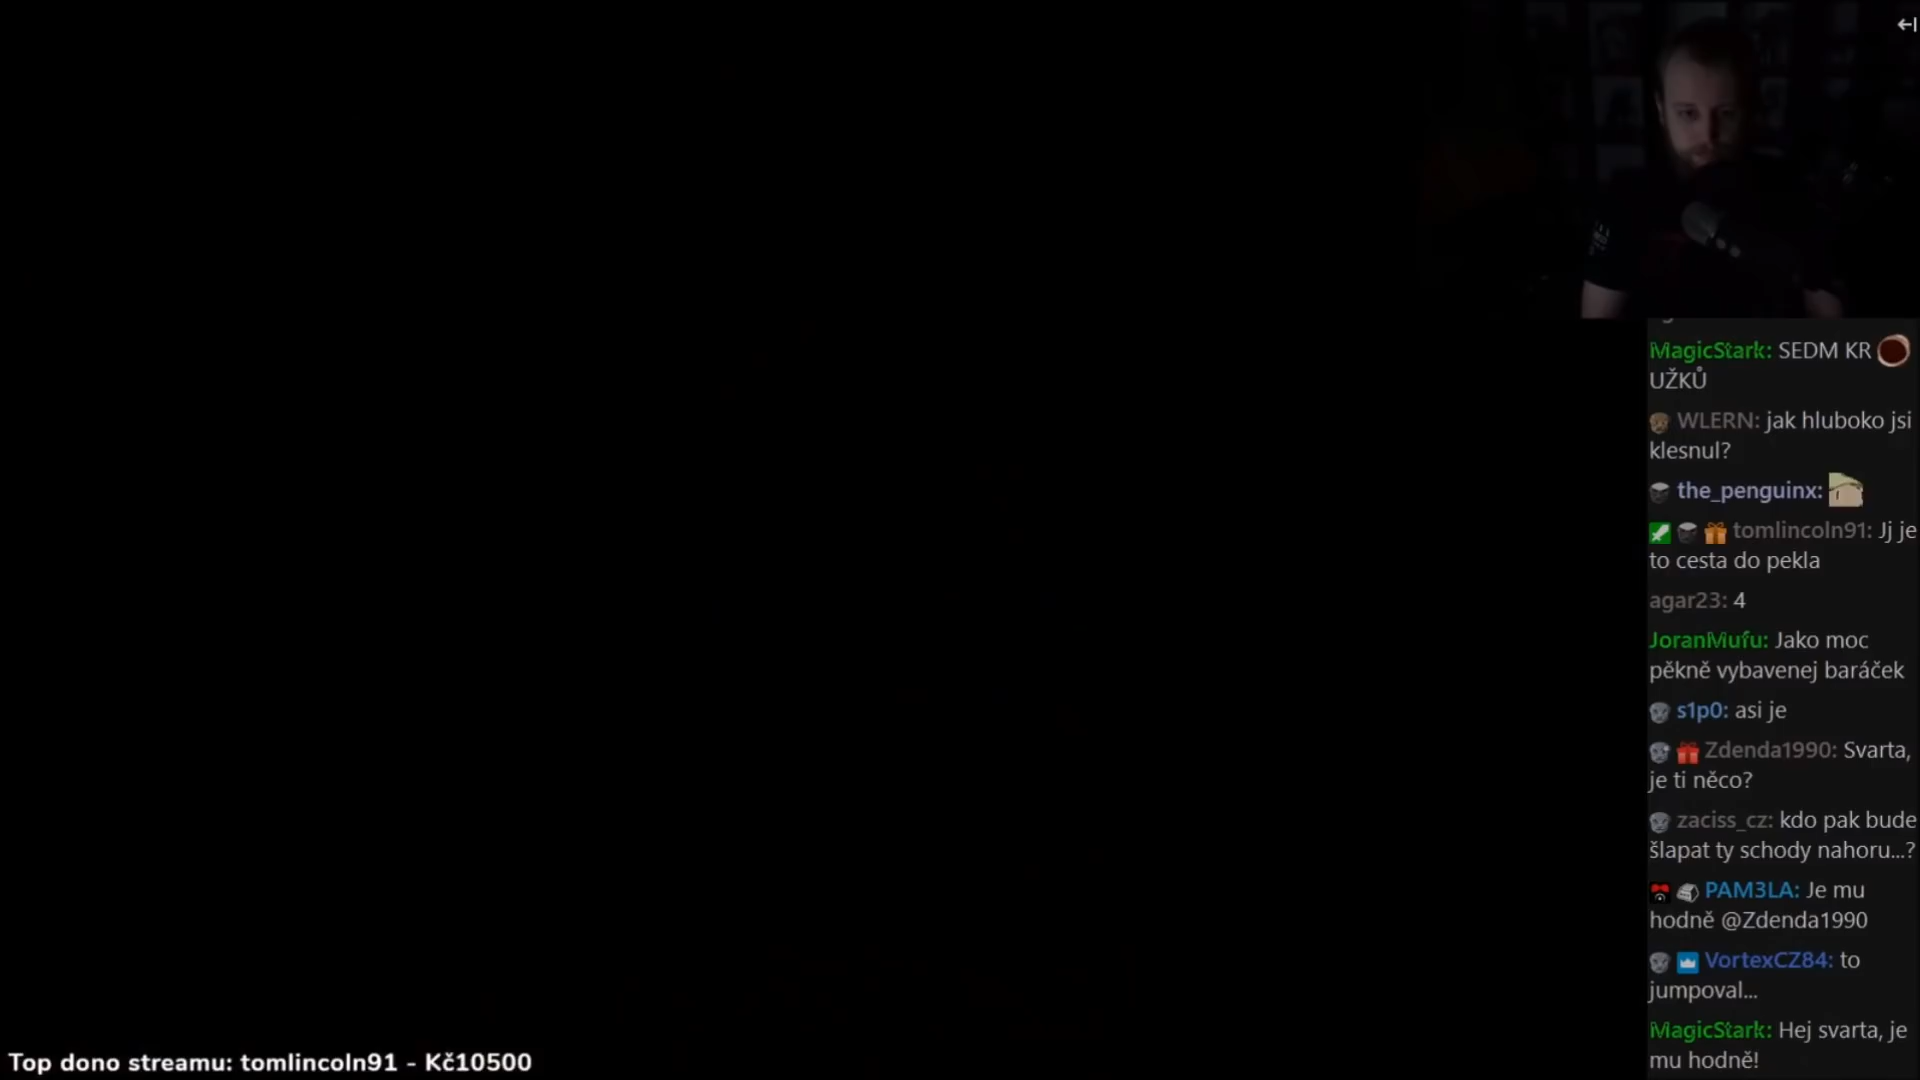 MagicStark: SEDM KR
UŽKŮ
WLERN: jak hluboko jsi
klesnul?
the_penguinx:
tomlincoln91: Jj je
to cesta do pekla
agar23: 4
JoranMufu: Jako moc
pěkně vybavenej baráček
s1p0: asi je
Zdenda1990: Svarta,
je ti něco?
zaciss_cz: kdo pak bude
šlapat ty schody nahoru...?
PAM3LA: Je mu
hodně @Zdenda1990
VortexCZ84: to
jumpoval...
MagicStark: Hej svarta, je
mu hodně!
Top dono streamu: tomlincoln91 - Kč10500